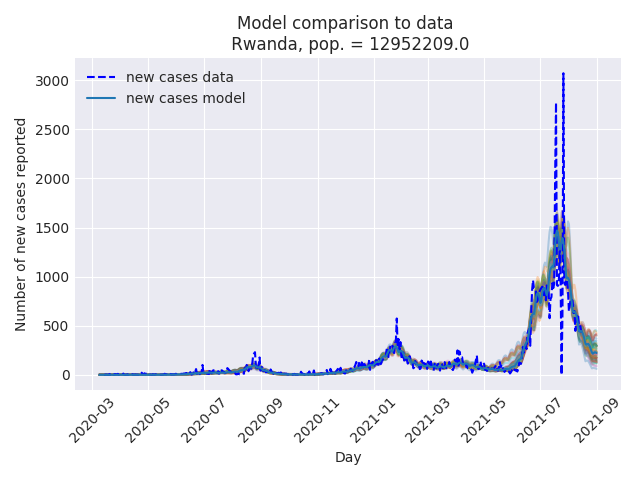 Model comparison to data
Rwanda, pop. = 12952209.0
new cases data
new cases model
Number of new cases reported
3000
2500
2000
1500
1000
500
0
2020-03
2020-05
2020-07
2020-09
2020-11
2021-01
2021-03
2021-05
2021-07
2021-09
Day